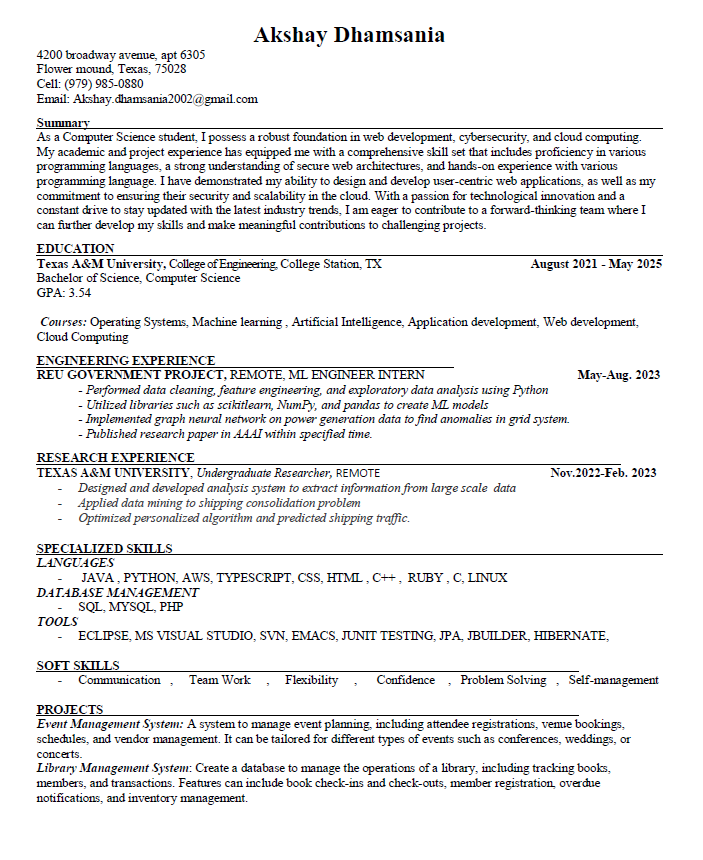 Akshay Dhamsania
4200 broadway avenue, apt 6305
Flower mound, Texas, 75028
Cell: (979) 985-0880
Email: Akshay.dhamsania2002@gmail.com
Summary
As a Computer Science student, I possess a robust foundation in web development, cybersecurity, and cloud computing.
My academic and project experience has equipped me with a comprehensive skill set that includes proficiency in various
programming languages, a strong understanding of secure web architectures, and hands-on experience with various
programming language. I have demonstrated my ability to design and develop user-centric web applications, as well as my
commitment to ensuring their security and scalability in the cloud. With a passion for technological innovation and a
constant drive to stay updated with the latest industry trends, I am eager to contribute to a forward-thinking team where I
can further develop my skills and make meaningful contributions to challenging projects.
EDUCATION
Texas A&M University, College of Engineering, College Station, TX August 2021 - May 2025
Bachelor of Science, Computer Science
GPA: 3.54
Courses: Operating Systems, Machine learning , Artificial Intelligence, Application development, Web development,
Cloud Computing
ENGINEERING EXPERIENCE
REU GOVERNMENT PROJECT, REMOTE, ML ENGINEER INTERN May-Aug. 2023
- Performed data cleaning, feature engineering, and exploratory data analysis using Python
- Utilized libraries such as scikitlearn, NumPy, and pandas to create ML models
- Implemented graph neural network on power generation data to find anomalies in grid system.
- Published research paper in AAAI within specified time.
RESEARCH EXPERIENCE
TEXAS A&M UNIVERSITY, Undergraduate Researcher, REMOTE Nov.2022-Feb. 2023
- Designed and developed analysis system to extract information from large scale data
- Applied data mining to shipping consolidation problem
- Optimized personalized algorithm and predicted shipping traffic.
SPECIALIZED SKILLS
LANGUAGES
- JAVA , PYTHON, AWS, TYPESCRIPT, CSS, HTML , C++ , RUBY , C, LINUX
DATABASE MANAGEMENT
- SQL, MYSQL, PHP
TOOLS
- ECLIPSE, MS VISUAL STUDIO, SVN, EMACS, JUNIT TESTING, JPA, JBUILDER, HIBERNATE,
SOFT SKILLS
- Communication , Team Work , Flexibility , Confidence , Problem Solving , Self-management
PROJECTS
Event Management System: A system to manage event planning, including attendee registrations, venue bookings,
schedules, and vendor management. It can be tailored for different types of events such as conferences, weddings, or
concerts.
Library Management System: Create a database to manage the operations of a library, including tracking books,
members, and transactions. Features can include book check-ins and check-outs, member registration, overdue
notifications, and inventory management.